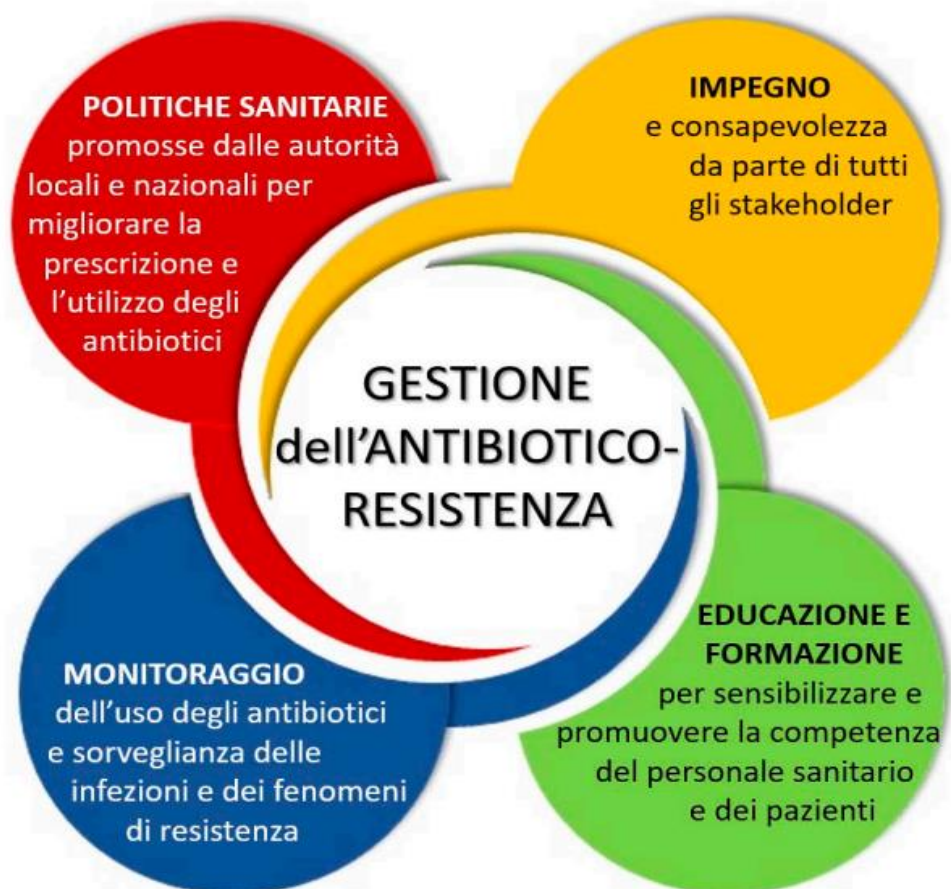 POLITICHE SANITARIE
promosse dalle autorità
locali e nazionali per
migliorare la
prescrizione e
l'utilizzo degli
antibiotici
IMPEGNO
e consapevolezza
da parte di tutti
gli stakeholder
GESTIONE
dell'ANTIBIOTICO-
RESISTENZA
MONITORAGGIO
dell'uso degli antibiotici
e sorveglianza delle
infezioni e dei fenomeni
di resistenza
EDUCAZIONE E
FORMAZIONE
per sensibilizzare e
promuovere la competenza
del personale sanitario
e dei pazienti